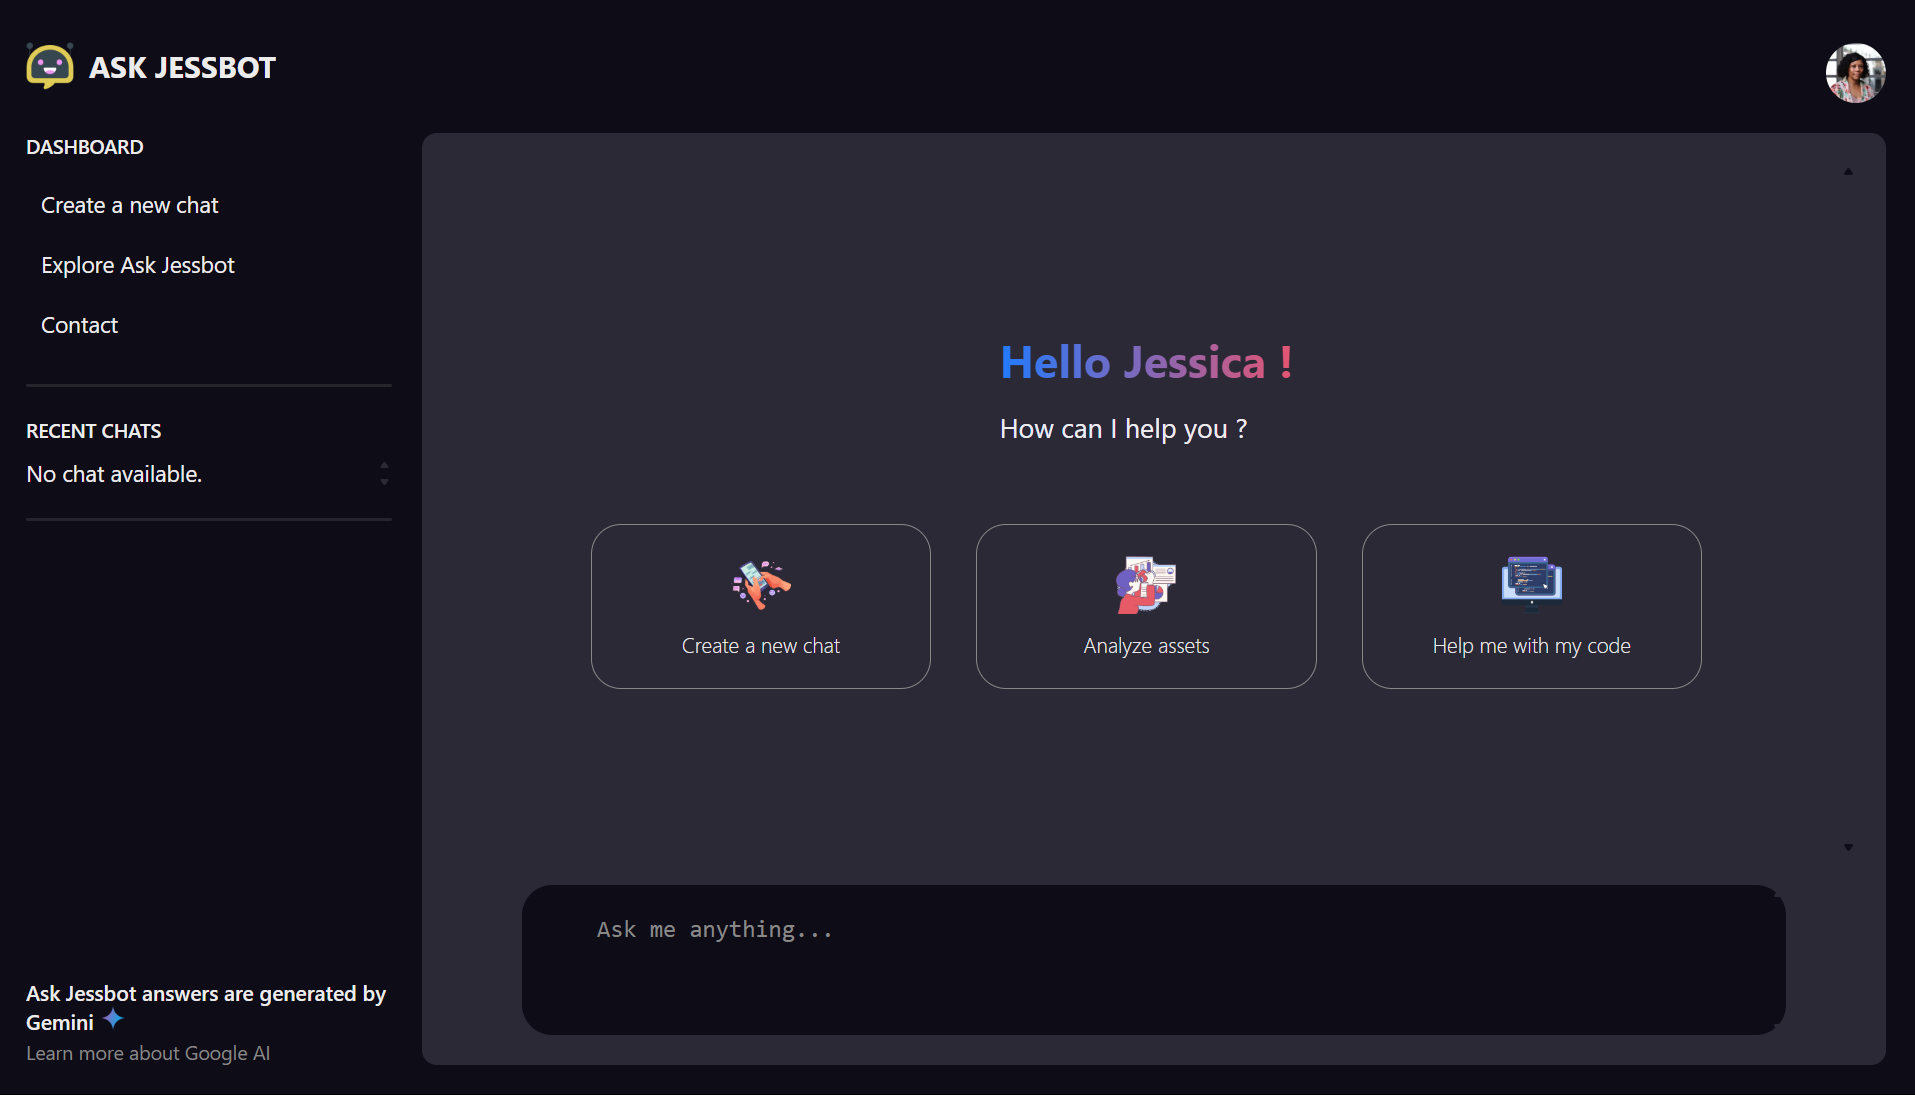 ASK JESSBOT
DASHBOARD
Create a new chat
Explore Ask Jessbot
Contact
RECENT CHATS
No chat available.
Ask Jessbot answers are generated by
Gemini
Learn more about Google AI
Hello Jessica !
How can I help you ?
Create a new chat
Analyze assets
Help me with my code
Ask me anything...